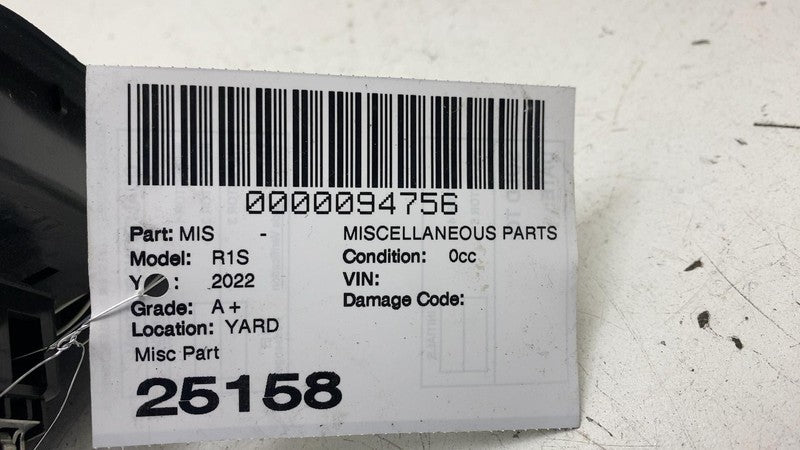 0000094756
Part: MIS - MISCELLANEOUS PARTS
Model: R1S Condition: 0cc
Y : 2022 VIN:
Grade: A+ Damage Code:
Location: YARD
Misc Part
25158